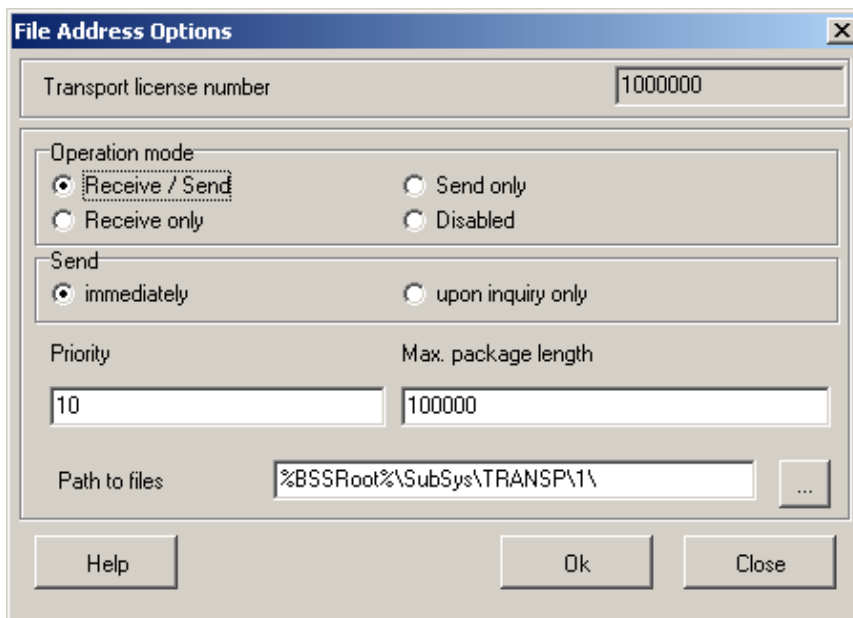 File Address Options
Transport license number 1000000
Operation mode
Receive / Send Send only
Receive only Disabled
Send
immediately upon inquiry only
Priority Max. package length
10 100000
Path to files %BSSRoot%\SubSys\TRANSP\1\ ...
Help Ok Close